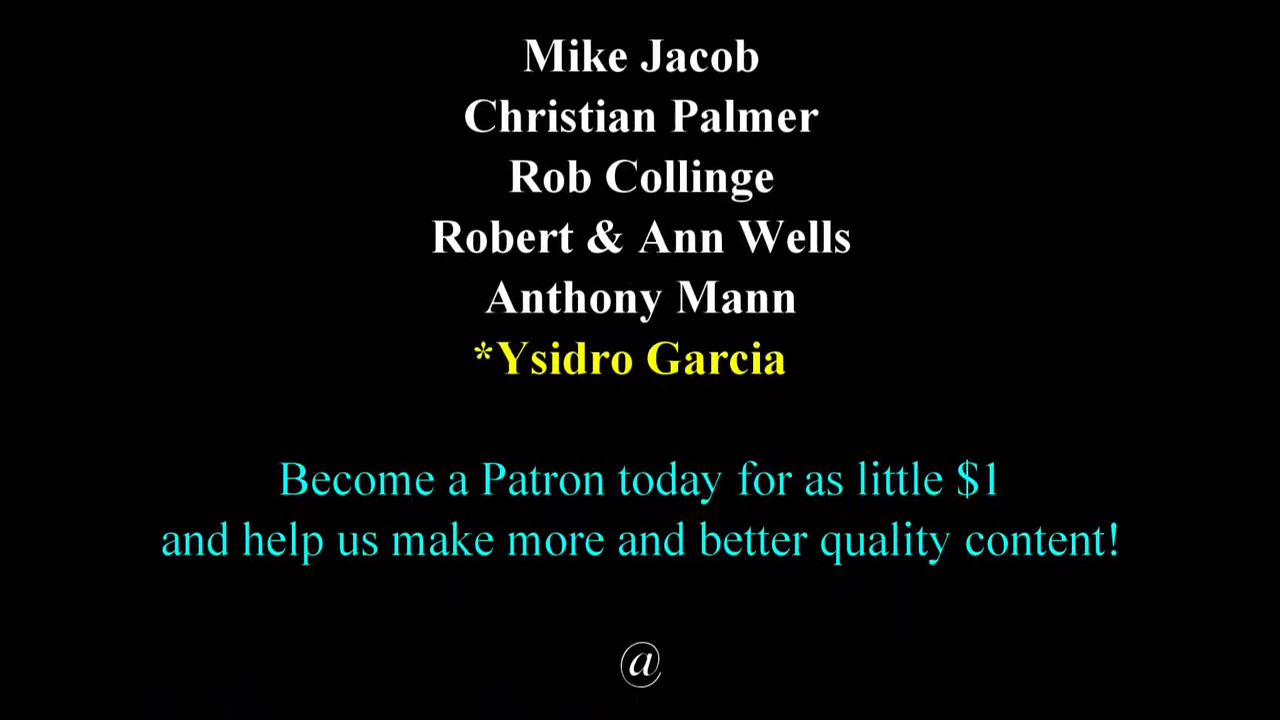 Mike Jacob
Christian Palmer
Rob Collinge
Robert & Ann Wells
Anthony Mann
*Ysidro Garcia
Become a Patron today for as little $1
and help us make more and better quality content!
@